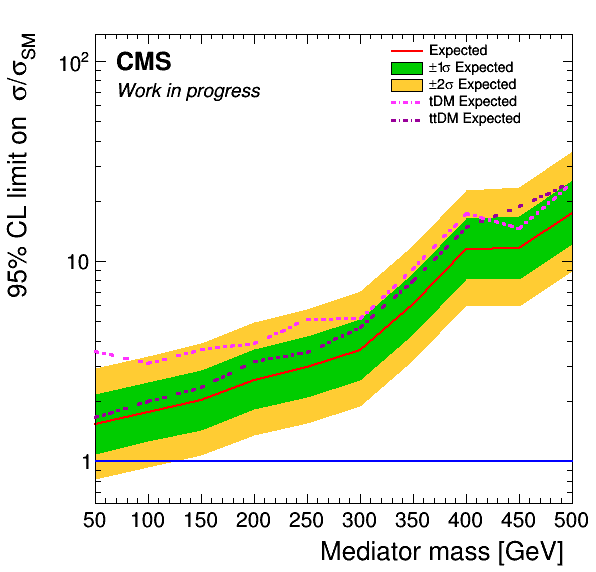 95% CL limit on σ/σSM
10²
10
1
CMS
Work in progress
Expected
±1σ Expected
±2σ Expected
tDM Expected
ttDM Expected
50 100 150 200 250 300 350 400 450 500
Mediator mass [GeV]